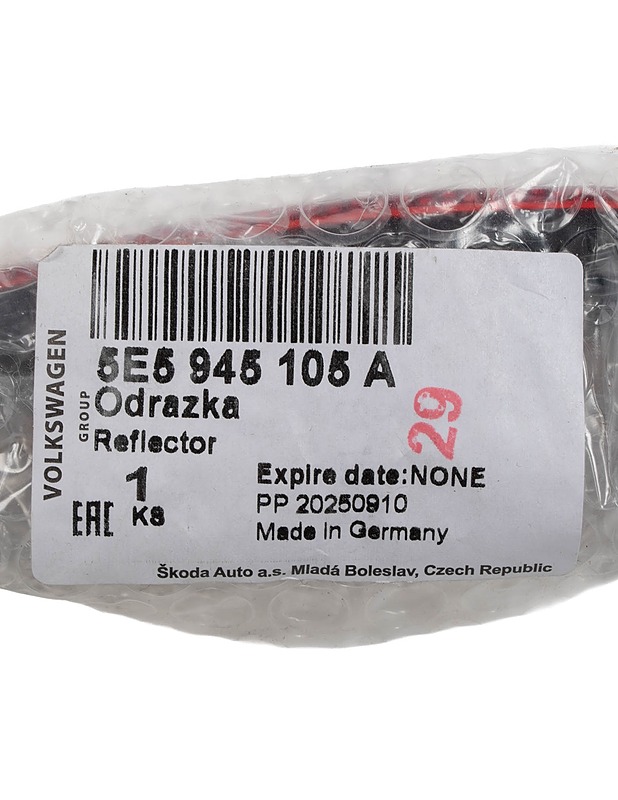 5E5 945 105 A
Odrazka
Reflector
VOLKSWAGEN
GROUP
29
1
KS
EAC
Expire date:NONE
PP 20250910
Made in Germany
Škoda Auto a.s. Mladá Boleslav, Czech Republic